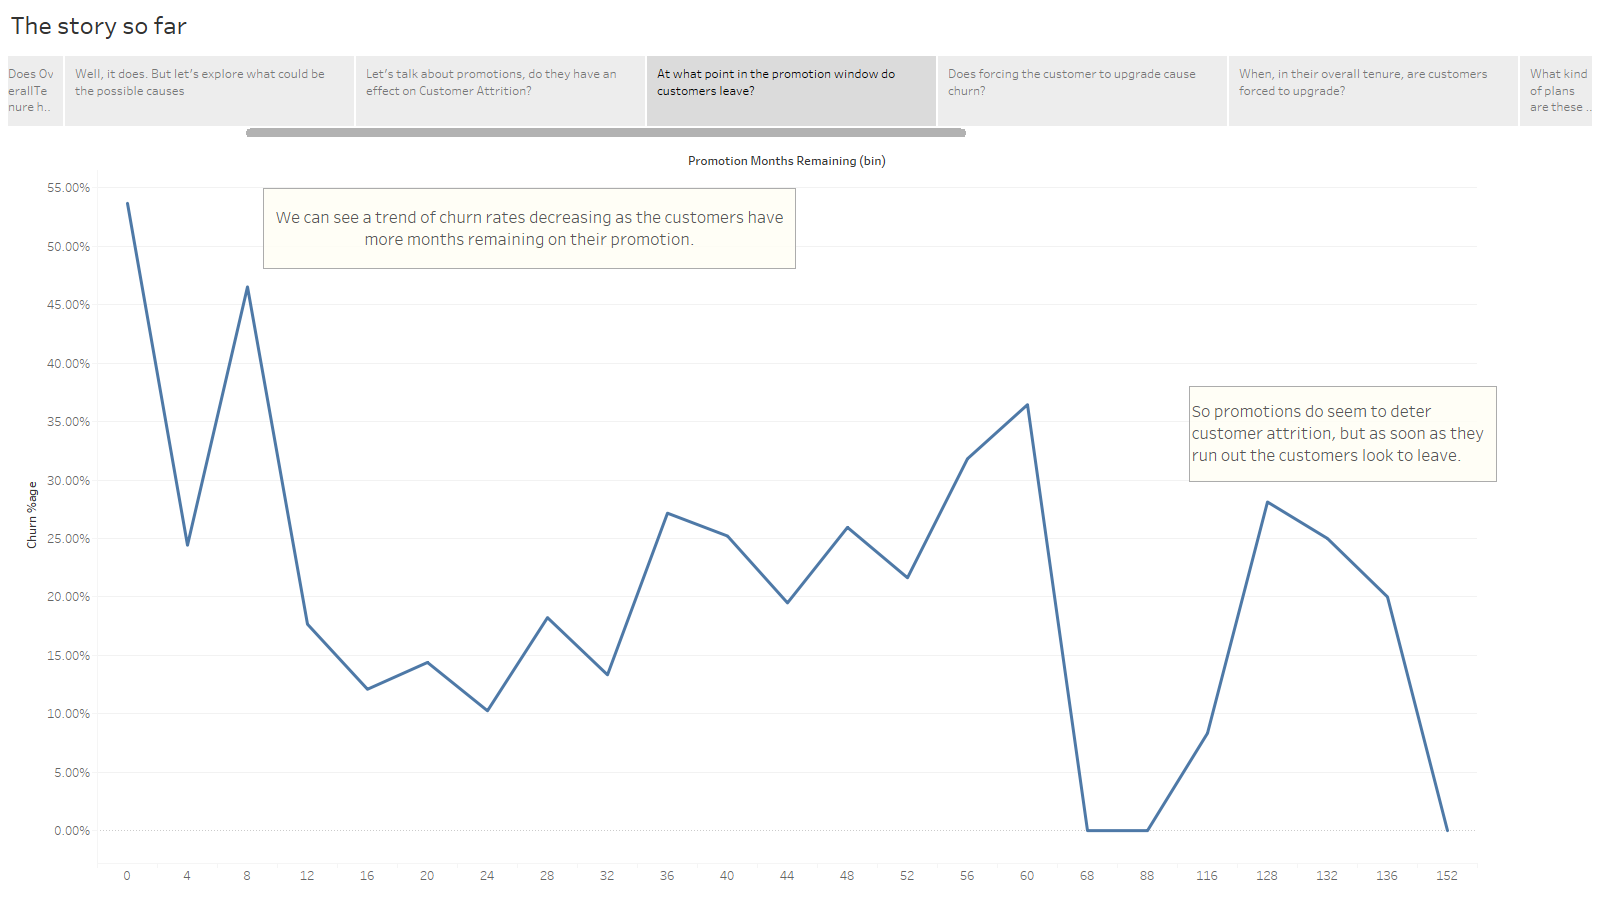 The story so far
Does Ov
erallTe
nure h..
Well, it does. But let's explore what could be
the possible causes
Let's talk about promotions, do they have an
effect on Customer Attrition?
At what point in the promotion window do
customers leave?
Does forcing the customer to upgrade cause
churn?
When, in their overall tenure, are customers
forced to upgrade?
What kind
of plans
are these ..
Promotion Months Remaining (bin)
We can see a trend of churn rates decreasing as the customers have
more months remaining on their promotion.
So promotions do seem to deter
customer attrition, but as soon as they
run out the customers look to leave.
Churn %age
55.00%
50.00%
45.00%
40.00%
35.00%
30.00%
25.00%
20.00%
15.00%
10.00%
5.00%
0.00%
0 4 8 12 16 20 24 28 32 36 40 44 48 52 56 60 68 88 116 128 132 136 152